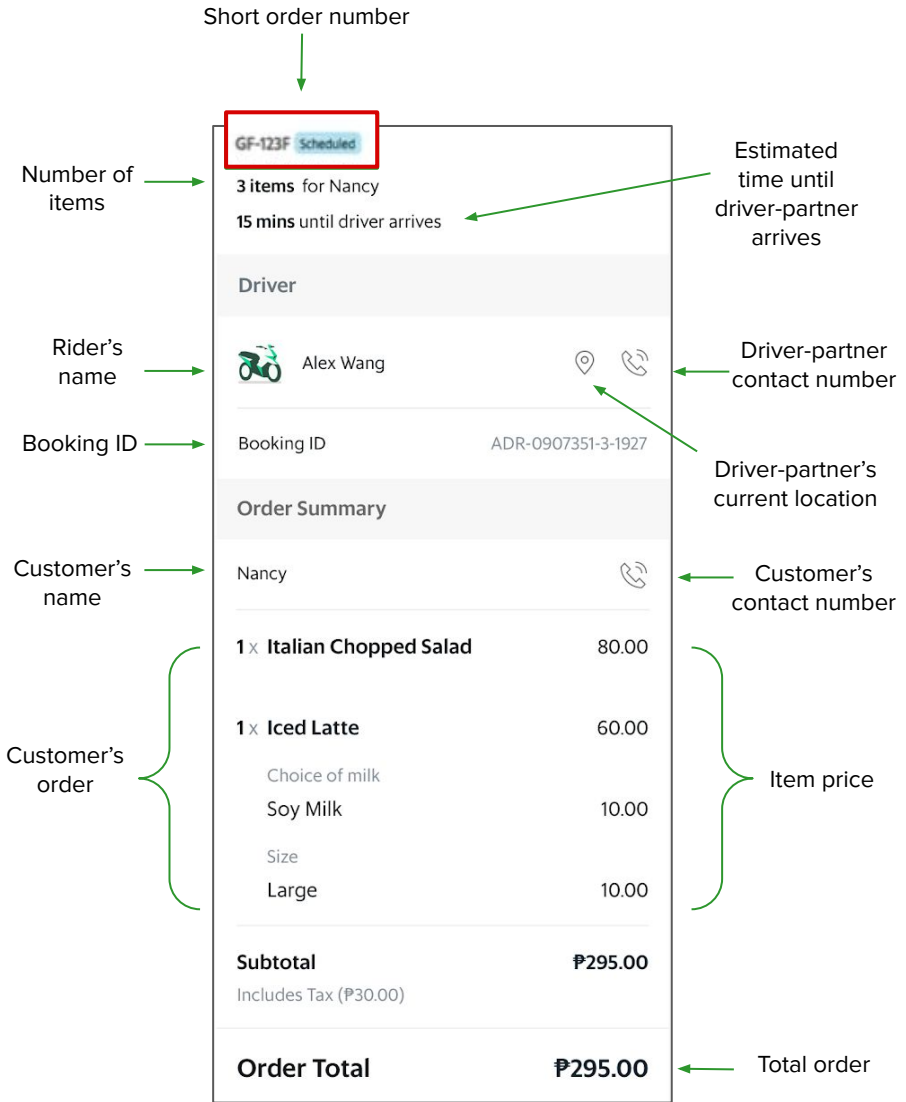 Short order number
GF-123F Scheduled
Number of
items
3 items for Nancy
15 mins until driver arrives
Estimated
time until
driver-partner
arrives
Driver
Rider's
name
Alex Wang
Driver-partner
contact number
Booking ID
Booking ID ADR-0907351-3-1927
Driver-partner's
current location
Order Summary
Customer's
name
Nancy
Customer's
contact number
1 x Italian Chopped Salad 80.00
1 x Iced Latte 60.00
Customer's
order
Choice of milk
Soy Milk 10.00
Item price
Size
Large 10.00
Subtotal ₱295.00
Includes Tax (₱30.00)
Order Total ₱295.00
Total order